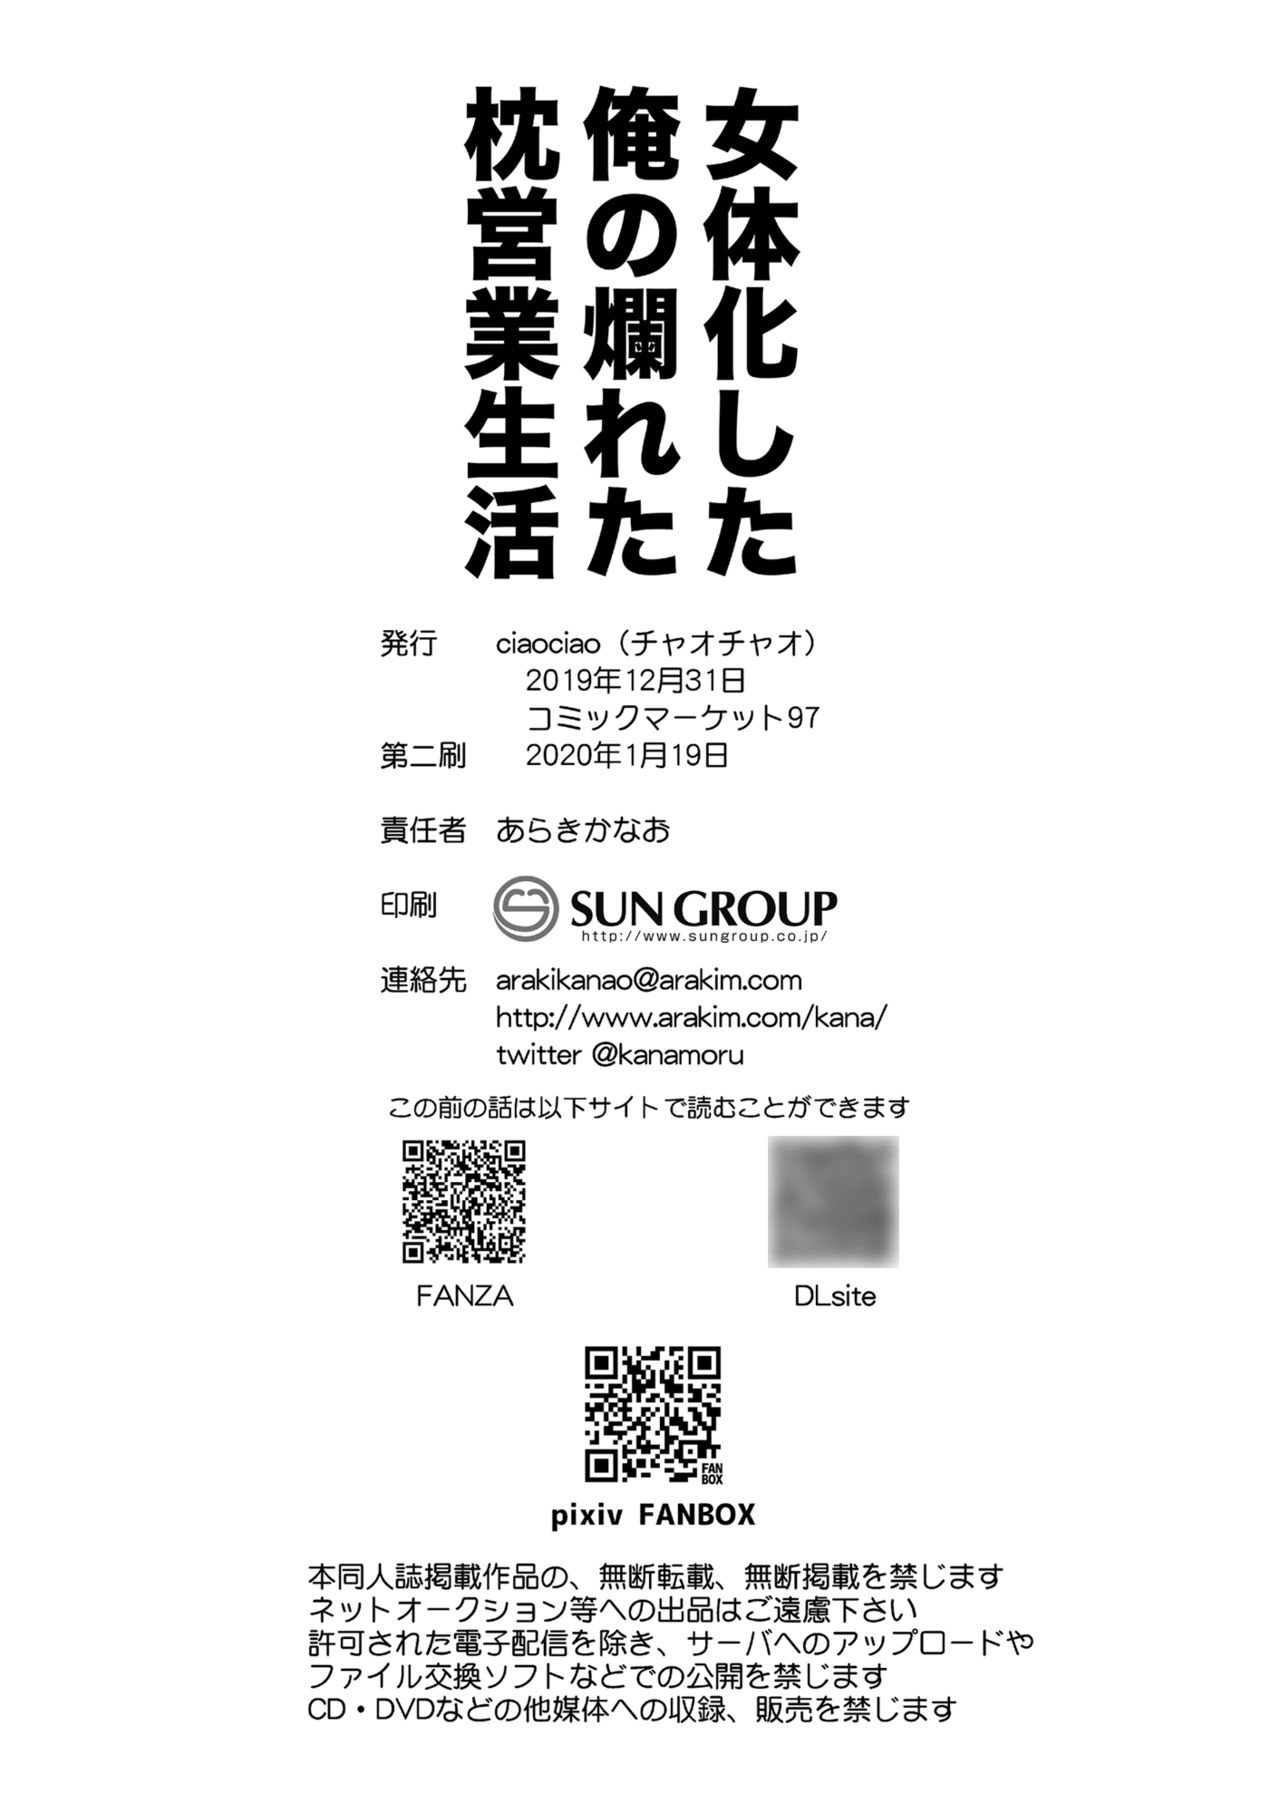 女体化した
俺の爛れた
枕営業生活
発行 ciaociao（チャオチャオ）
2019年12月31日
コミックマーケット97
第二刷 2020年1月19日
責任者 あらきかなお
印刷 SUN GROUP
http://www.sungroup.co.jp/
連絡先 arakikanao@arakim.com
http://www.arakim.com/kana/
twitter @kanamoru
この前の話は以下サイトで読むことができます
FANZA DLsite
FAN
BOX
pixiv FANBOX
本同人誌掲載作品の、無断転載、無断掲載を禁じます
ネットオークション等への出品はご遠慮下さい
許可された電子配信を除き、サーバへのアップロードや
ファイル交換ソフトなどでの公開を禁じます
CD・DVDなどの他媒体への収録、販売を禁じます